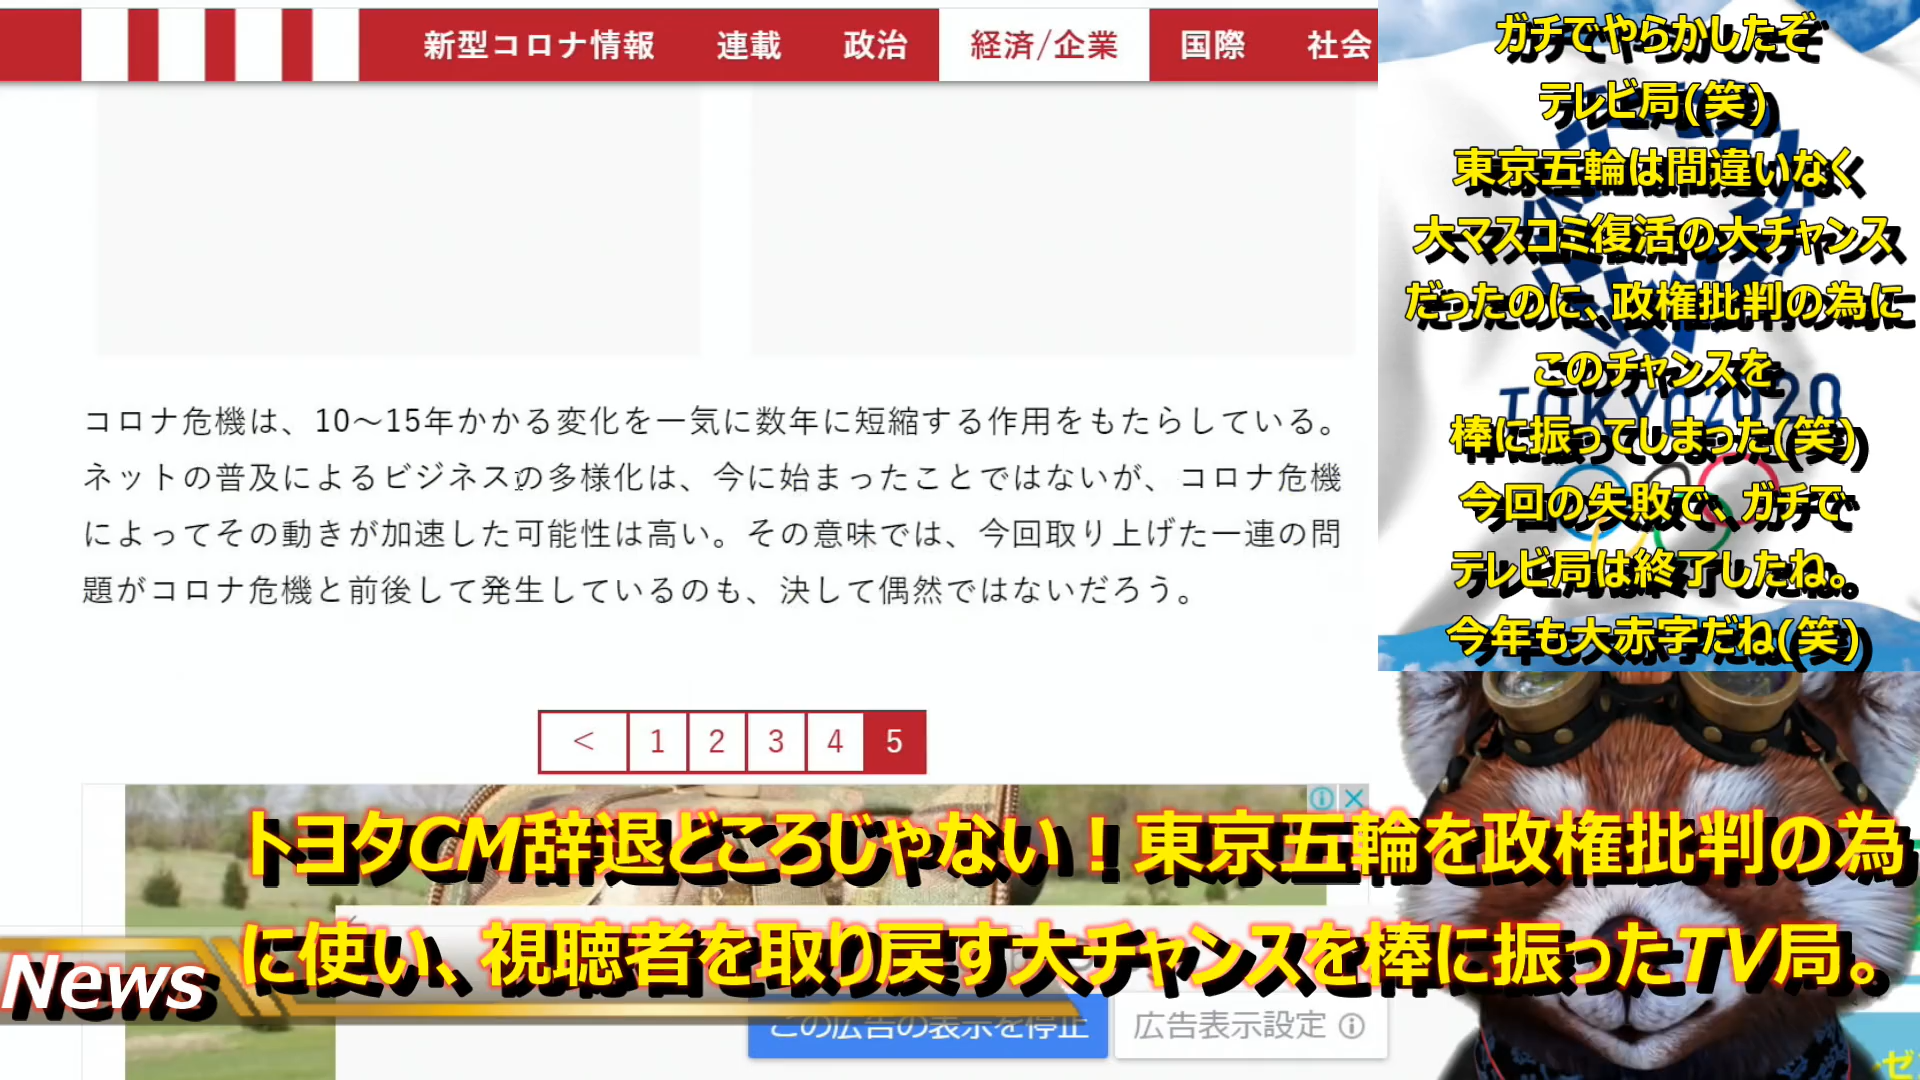 新型コロナ情報 連載 政治 経済/企業 国際 社会
コロナ危機は、10～15年かかる変化を一気に数年に短縮する作用をもたらしている。
ネットの普及によるビジネスの多様化は、今に始まったことではないが、コロナ危機
によってその動きが加速した可能性は高い。その意味では、今回取り上げた一連の問
題がコロナ危機と前後して発生しているのも、決して偶然ではないだろう。
< 1 2 3 4 5
ガチでやらかしたぞ
テレビ局(笑)
東京五輪は間違いなく
大マスコミ復活の大チャンス
だったのに、政権批判の為に
このチャンスを
棒に振ってしまった(笑)
今回の失敗で、ガチで
テレビ局は終了したね。
今年も大赤字だね(笑)
TOKYO 2020
トヨタCM辞退どころじゃない！東京五輪を政権批判の為
に使い、視聴者を取り戻す大チャンスを棒に振ったTV局。
News
この広告の表示を停止
広告表示設定
ゼ